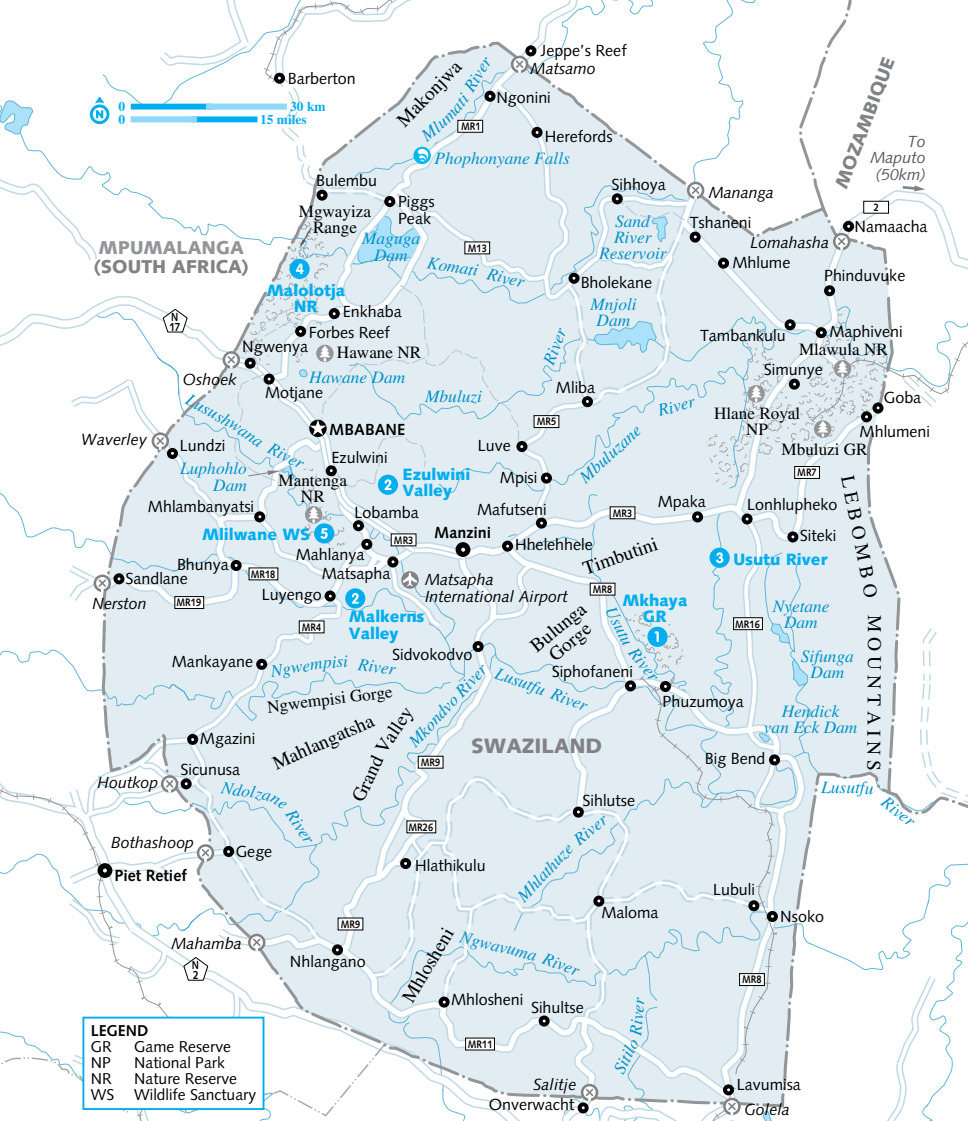 Jeppe's Reef
Matsamo
Barberton
Makonjwa
Mlumati River
Ngonini
0 30 km
0 15 miles
N
MR1
Herefords
MOZAMBIQUE
To
Maputo
(50km)
Phophonyane Falls
Bulembu
Sihhoya
Mananga
2
Mgwayiza
Range
Piggs
Peak
Namaacha
Sand
River
Reservoir
Tshaneni
Lomahasha
MPUMALANGA
(SOUTH AFRICA)
Maguga
Dam
M13
Mhlume
4
Malolotja
NR
Komati River
Bholekane
Phinduvuke
Mnjoli
Dam
N
17
Enkhaba
Forbes Reef
Tambankulu
Maphiveni
Mlawula NR
Ngwenya
Hawane NR
River
Oshoek
Motjane
Hawane Dam
Simunye
Mliba
Mbuluzi
Goba
Lusushwana River
River
Hlane Royal
NP
Mhlumeni
MBABANE
MR5
Mbuluzane
Mbuluzi GR
Waverley
Lundzi
Luve
Ezulwini
MR7
Luphohlo
Dam
2
Ezulwini
Valley
Mpisi
Mantenga
NR
LEBOMBO MOUNTAINS
Mhlambanyatsi
Lobamba
Mafutseni
MR3
Mpaka
Lonhlupheko
Mlilwane WS
5
Manzini
Siteki
Mahlanya
MR3
Hhelehhele
Timbutini
3
Usutu River
Bhunya
MR18
Matsapha
Matsapha
International Airport
Sandlane
Nerston
MR19
Luyengo
2
Malkerns
Valley
MR8
Mkhaya
GR
1
Nyetane
Dam
MR4
Bulunga
Gorge
Usutu River
MR16
Sidvokodvo
Mankayane
Ngwempisi River
Sifunga
Dam
Siphofaneni
Lusutfu River
Ngwempisi Gorge
Mkondvo River
Phuzumoya
Hendick
van Eck Dam
Mahlangatsha
Grand Valley
Mgazini
SWAZILAND
Big Bend
MR9
Sicunusa
Houtkop
Lusutfu River
Ndolzane River
Sihlutse
MR26
Bothashoop
Mhlathuze River
Gege
Hlathikulu
Piet Retief
Lubuli
Maloma
Nsoko
MR9
Mahamba
Ngwavuma River
Nhlangano
N
2
Mhlosheni
MR8
Mhlosheni
Sihultse
Sitilo River
LEGEND
GR Game Reserve
NP National Park
NR Nature Reserve
WS Wildlife Sanctuary
MR11
Salitje
Lavumisa
Onverwacht
Golela